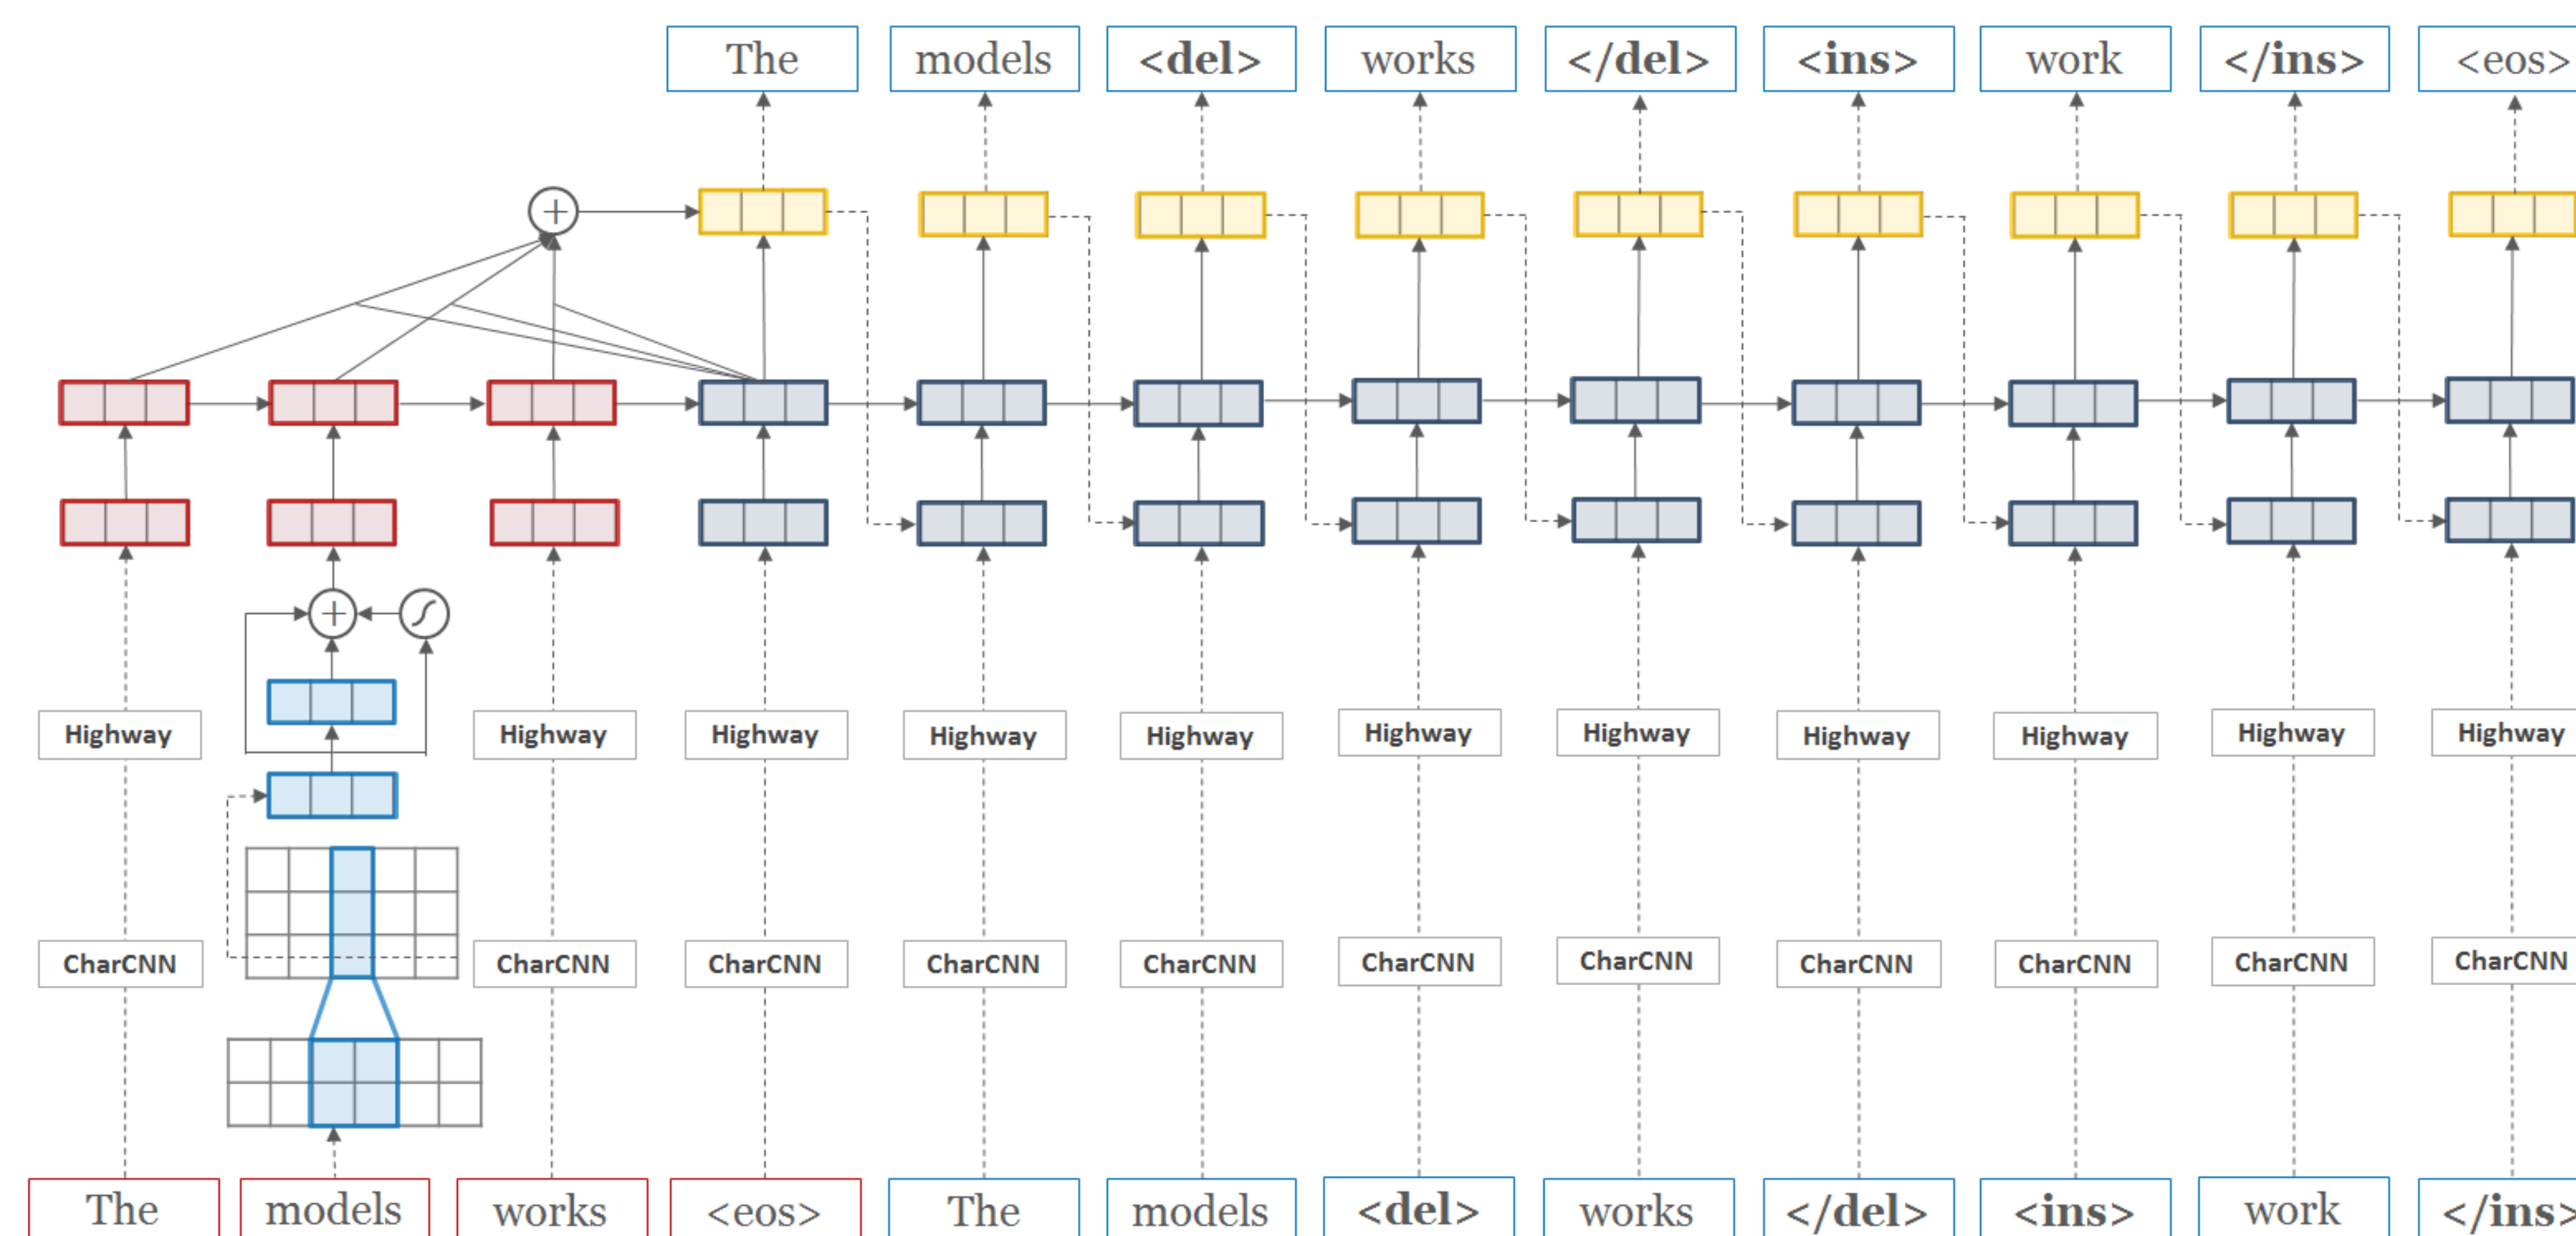 The models <del> works </del> <ins> work </ins> <eos>
Highway Highway Highway Highway Highway Highway Highway Highway Highway Highway Highway
CharCNN CharCNN CharCNN CharCNN CharCNN CharCNN CharCNN CharCNN CharCNN CharCNN CharCNN
The models works <eos> The models <del> works </del> <ins> work </ins>